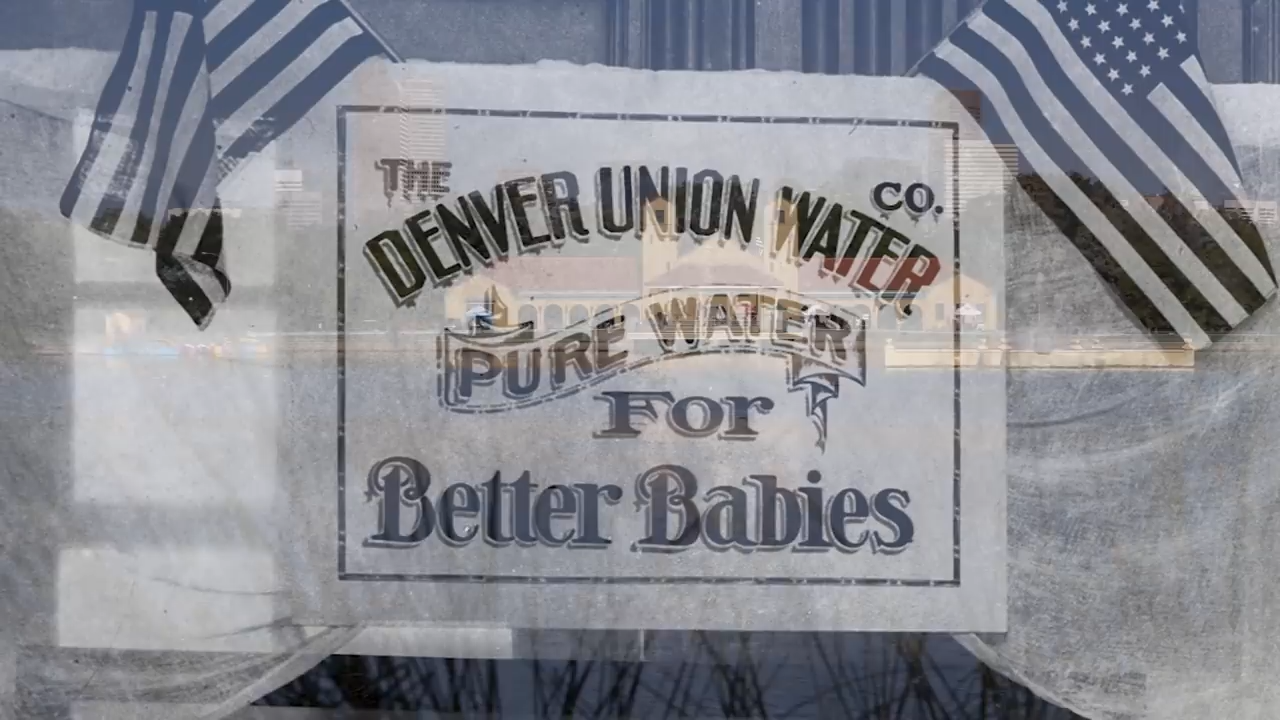 THE
DENVER UNION WATER CO.
PURE WATER
For
Better Babies